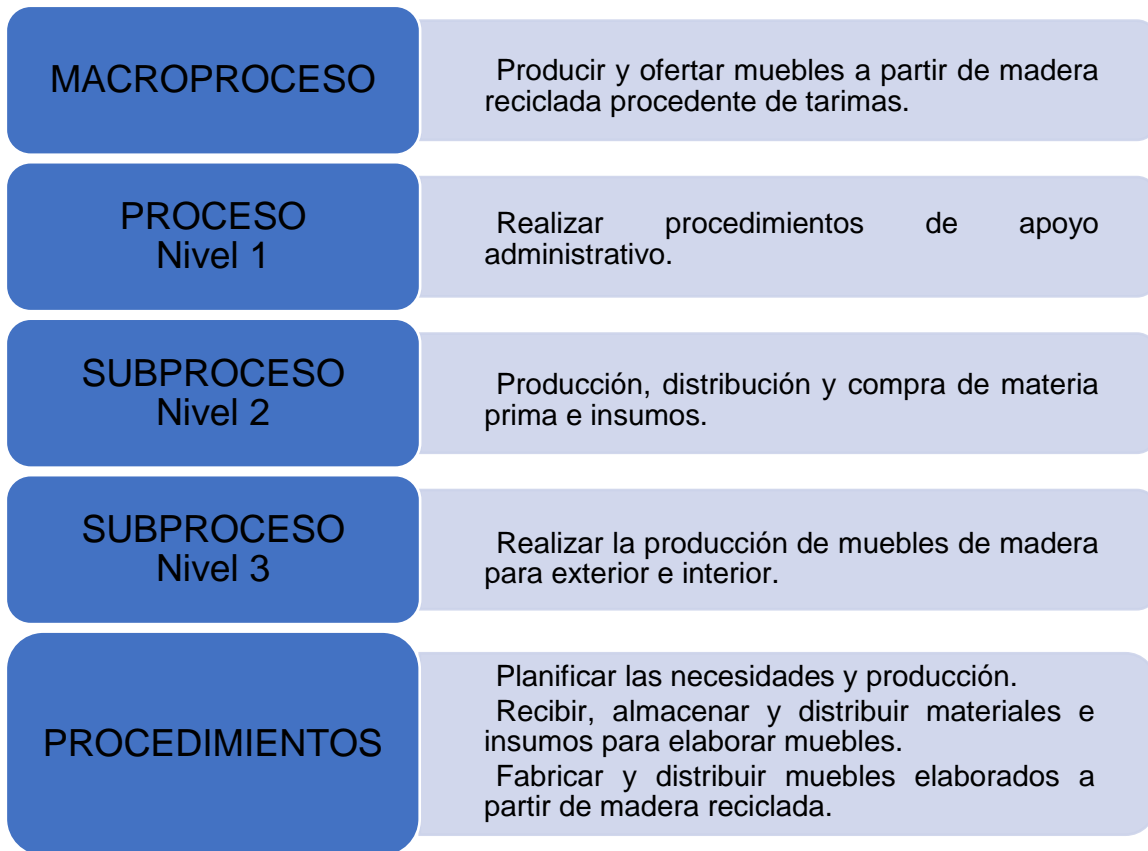 MACROPROCESO
Producir y ofertar muebles a partir de madera
reciclada procedente de tarimas.
PROCESO
Nivel 1
Realizar procedimientos de apoyo
administrativo.
SUBPROCESO
Nivel 2
Producción, distribución y compra de materia
prima e insumos.
SUBPROCESO
Nivel 3
Realizar la producción de muebles de madera
para exterior e interior.
PROCEDIMIENTOS
Planificar las necesidades y producción.
Recibir, almacenar y distribuir materiales e
insumos para elaborar muebles.
Fabricar y distribuir muebles elaborados a
partir de madera reciclada.